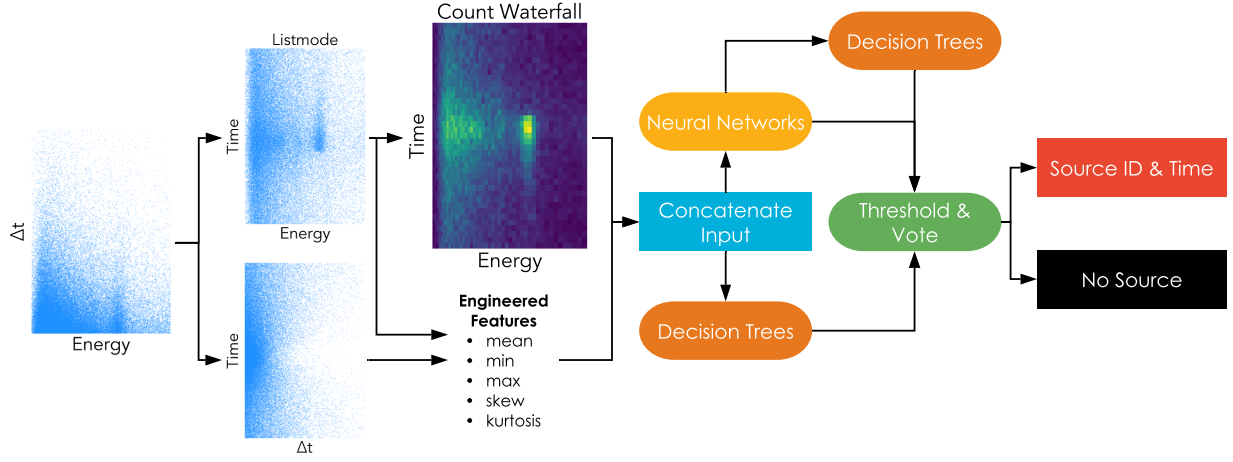 Δt
Energy
Listmode
Time
Energy
Time
Δt
Count Waterfall
Time
Energy
Engineered
Features
• mean
• min
• max
• skew
• kurtosis
Concatenate
Input
Neural Networks
Decision Trees
Decision Trees
Threshold &
Vote
Source ID & Time
No Source